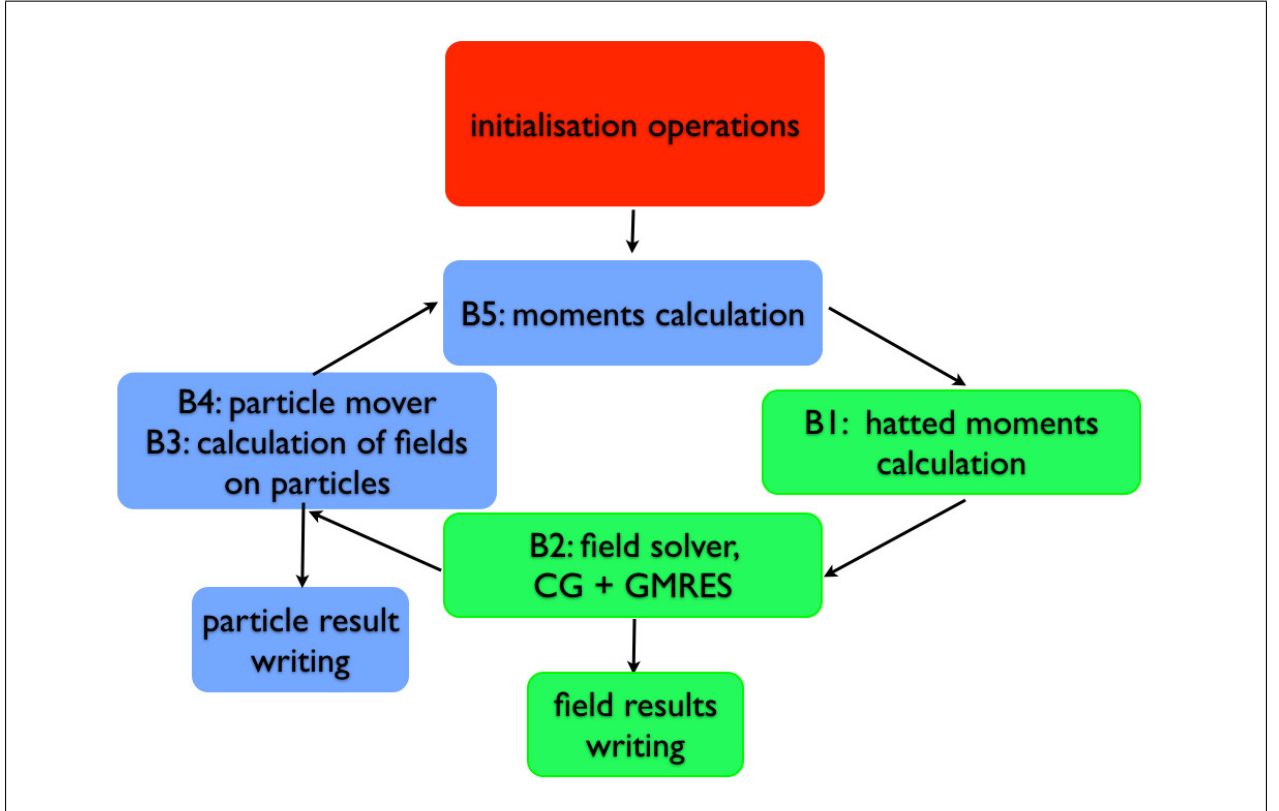 initialisation operations
B5: moments calculation
B4: particle mover
B3: calculation of fields
on particles
B1: hatted moments
calculation
B2: field solver,
CG + GMRES
particle result
writing
field results
writing